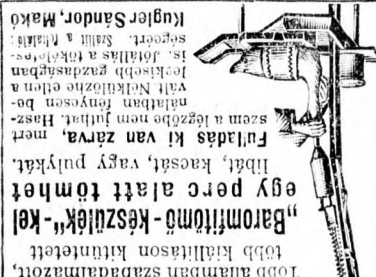 Több államban szabadalmazott,
több kiállításon kitüntetett
„Baromfitömő-készülék"-kel
egy perc alatt tömhet
libát, kacsát, vagy pulykát.
Fulladás ki van zárva, mert
szem a légzőbe nem juthat. Hasz-
nálatban fényesen be-
vált. Nélkülözhetetlen a
legkisebb gazdaságban
is. Jótállás a tökéletes-
ségeért. Szállít a feltaláló:
Kugler Sándor, Makó